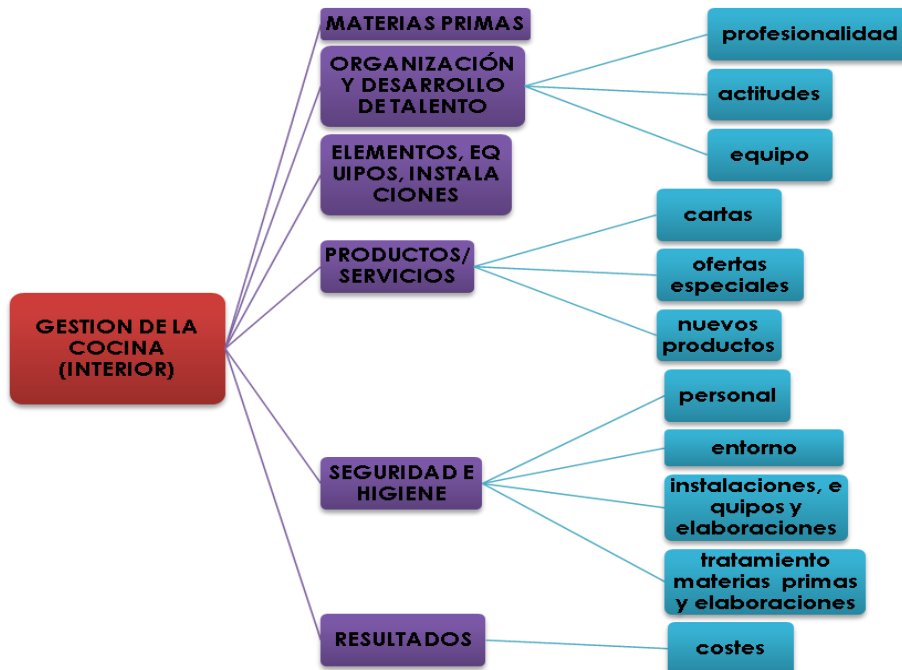 GESTION DE LA
COCINA
(INTERIOR)
MATERIAS PRIMAS
ORGANIZACIÓN
Y DESARROLLO
DE TALENTO
profesionalidad
actitudes
equipo
ELEMENTOS, EQ
UIPOS, INSTALA
CIONES
PRODUCTOS/
SERVICIOS
cartas
ofertas
especiales
nuevos
productos
SEGURIDAD E
HIGIENE
personal
entorno
instalaciones, e
quipos y
elaboraciones
tratamiento
materias primas
y elaboraciones
RESULTADOS
costes